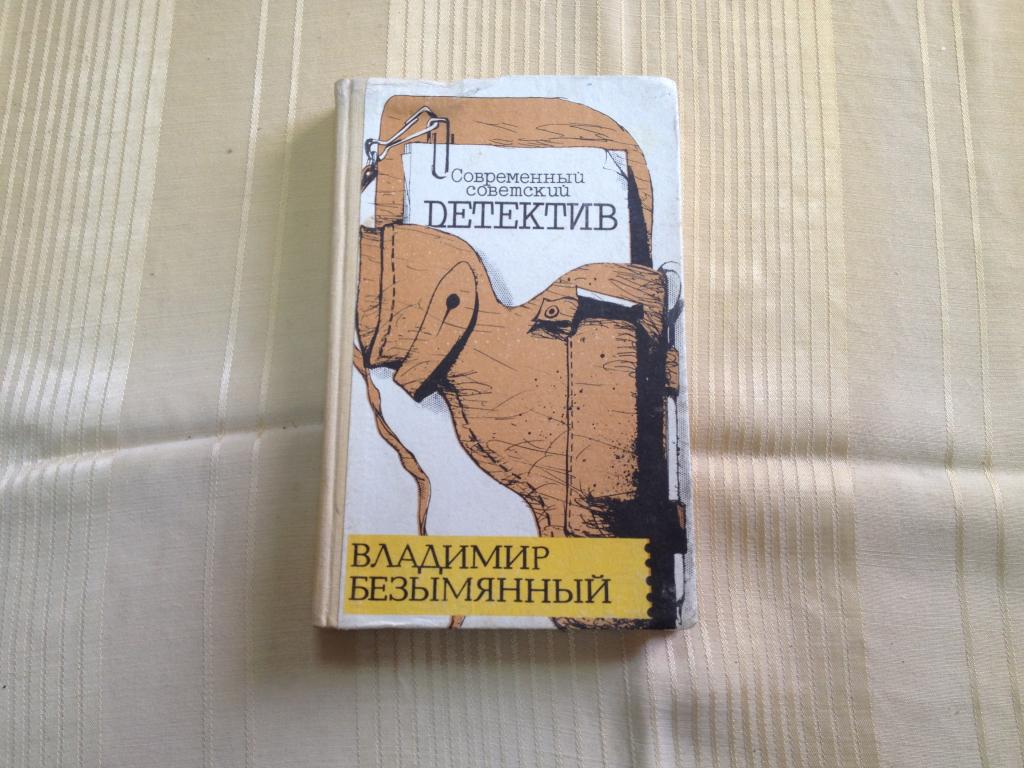 Современный
советский
DЕТЕКТИВ
ВЛАДИМИР
БЕЗЫМЯННЫЙ